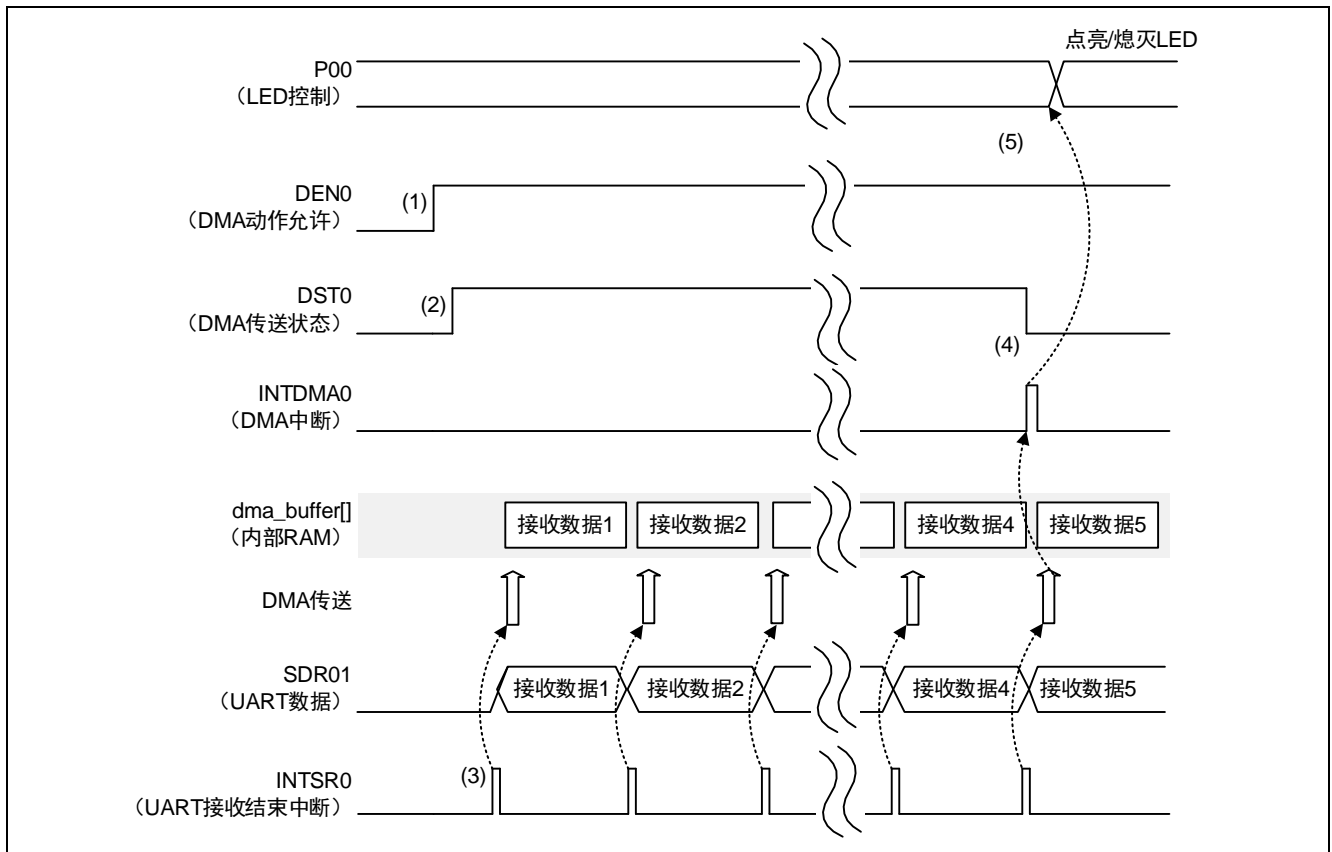 点亮/熄灭LED
P00
（LED控制）
(5)
DEN0
（DMA动作允许）
(1)
DST0
（DMA传送状态）
(2)
(4)
INTDMA0
（DMA中断）
dma_buffer[]
（内部RAM）
接收数据1
接收数据2
接收数据4
接收数据5
DMA传送
SDR01
（UART数据）
接收数据1
接收数据2
接收数据4
接收数据5
INTSR0
（UART接收结束中断）
(3)